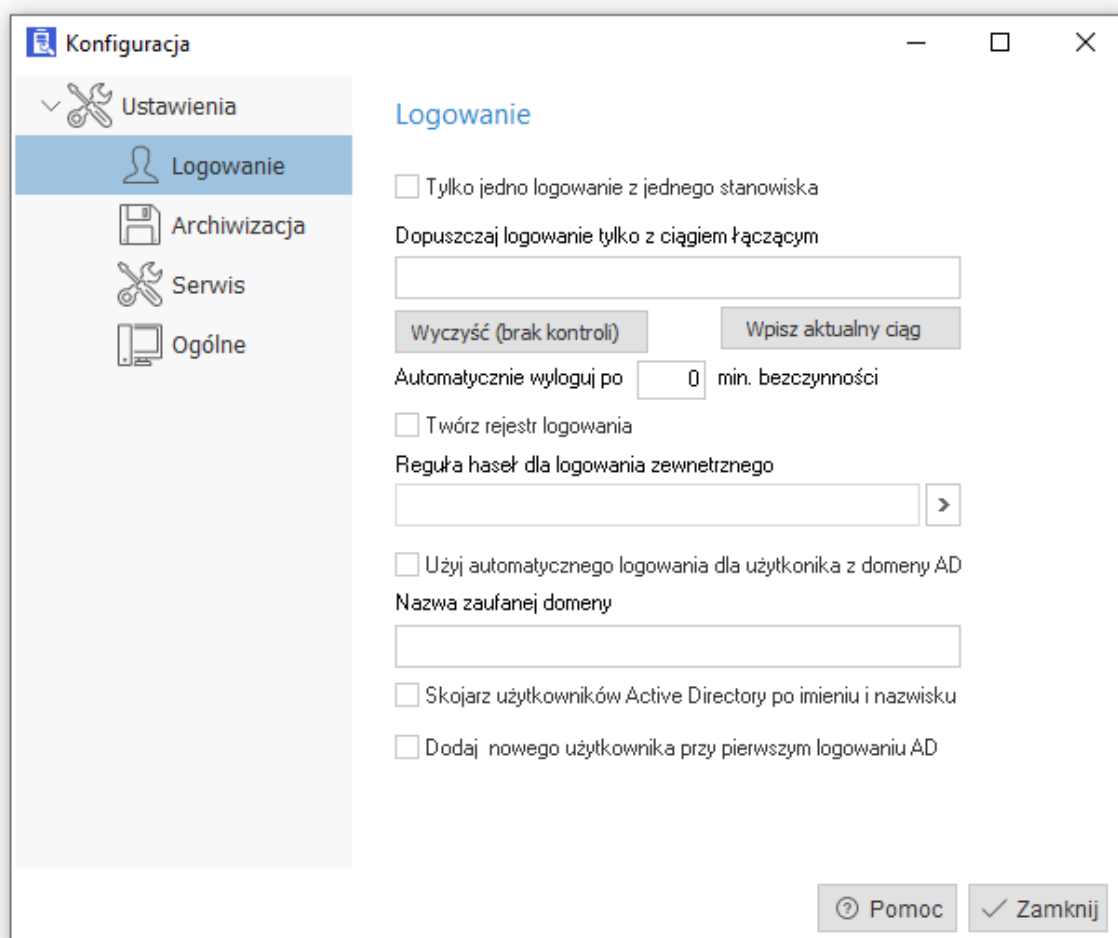 Konfiguracja
Ustawienia
Logowanie
Archiwizacja
Serwis
Ogólne
Logowanie
Tylko jedno logowanie z jednego stanowiska
Dopuszczaj logowanie tylko z ciągiem łączącym
Wyczyść (brak kontroli)
Wpisz aktualny ciąg
Automatycznie wyloguj po 0 min. bezczynności
Twórz rejestr logowania
Reguła haseł dla logowania zewnetrznego
Użyj automatycznego logowania dla użytkonika z domeny AD
Nazwa zaufanej domeny
Skojarz użytkowników Active Directory po imieniu i nazwisku
Dodaj nowego użytkownika przy pierwszym logowaniu AD
Pomoc
Zamknij